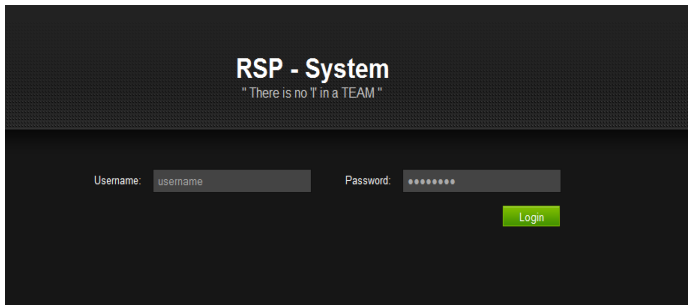 RSP - System
" There is no 'I' in a TEAM "
Username: username Password: ●●●●●●●●
Login